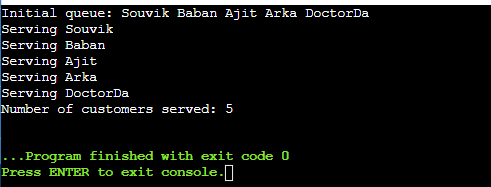 Initial queue: Souvik Baban Ajit Arka DoctorDa
Serving Souvik
Serving Baban
Serving Ajit
Serving Arka
Serving DoctorDa
Number of customers served: 5
...Program finished with exit code 0
Press ENTER to exit console.